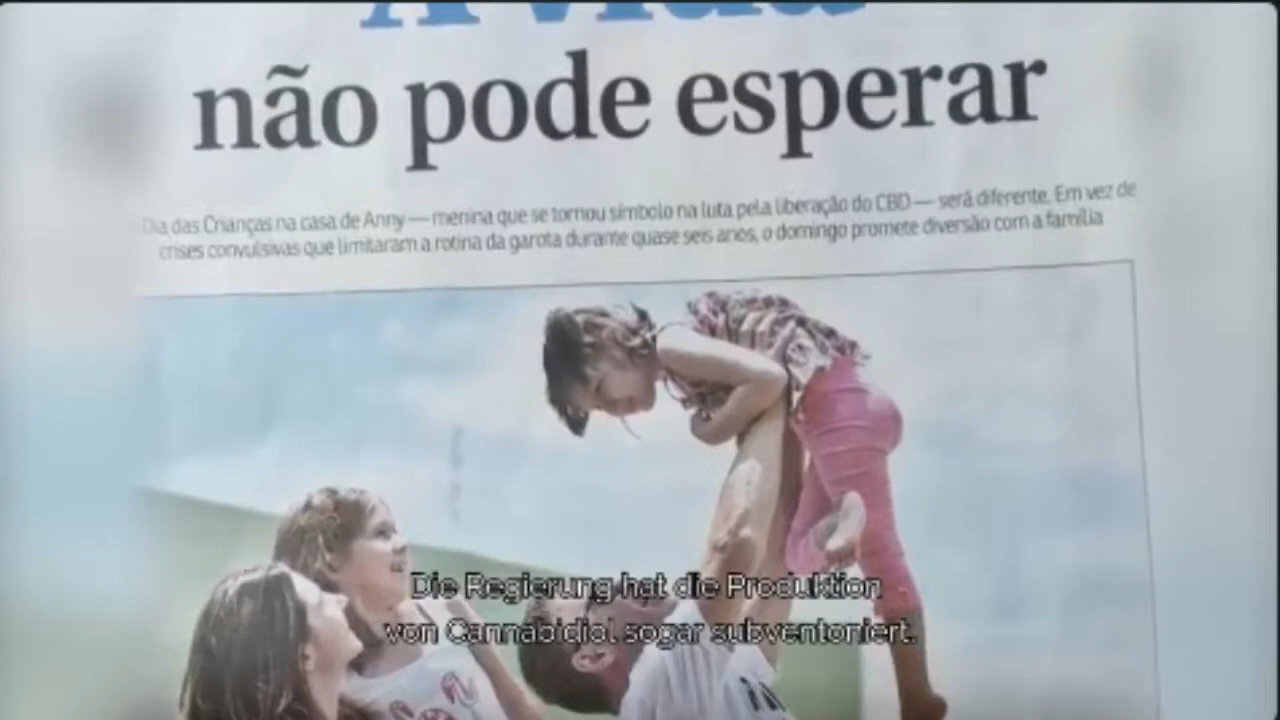 A vida
não pode esperar
Dia das Crianças na casa de Anny — menina que se tornou símbolo na luta pela liberação do CBD — será diferente. Em vez de
crises convulsivas que limitaram a rotina da garota durante quase seis anos, o domingo promete diversão com a família
Die Regierung hat die Produktion
von Cannabidiol sogar subventoniert.